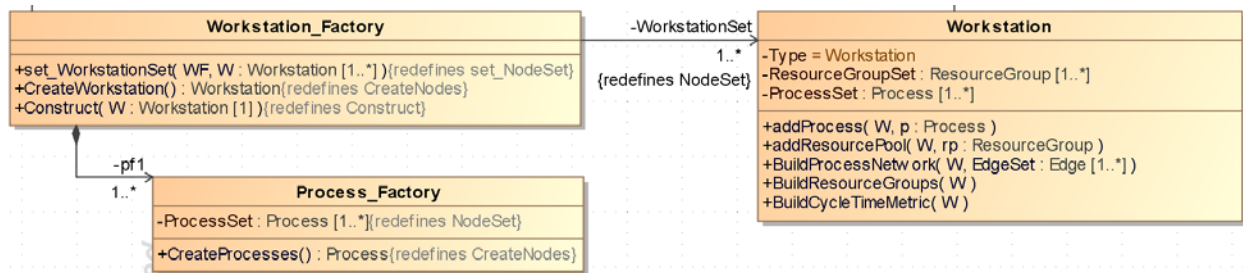 Workstation_Factory
+set_WorkstationSet( WF, W : Workstation [1..*] ){redefines set_NodeSet}
+CreateWorkstation() : Workstation{redefines CreateNodes}
+Construct( W : Workstation [1] ){redefines Construct}
-WorkstationSet
1..*
{redefines NodeSet}
Workstation
-Type = Workstation
-ResourceGroupSet : ResourceGroup [1..*]
-ProcessSet : Process [1..*]
+addProcess( W, p : Process )
+addResourcePool( W, rp : ResourceGroup )
+BuildProcessNetwork( W, EdgeSet : Edge [1..*] )
+BuildResourceGroups( W )
+BuildCycleTimeMetric( W )
-pf1
1..*
Process_Factory
-ProcessSet : Process [1..*]{redefines NodeSet}
+CreateProcesses() : Process{redefines CreateNodes}